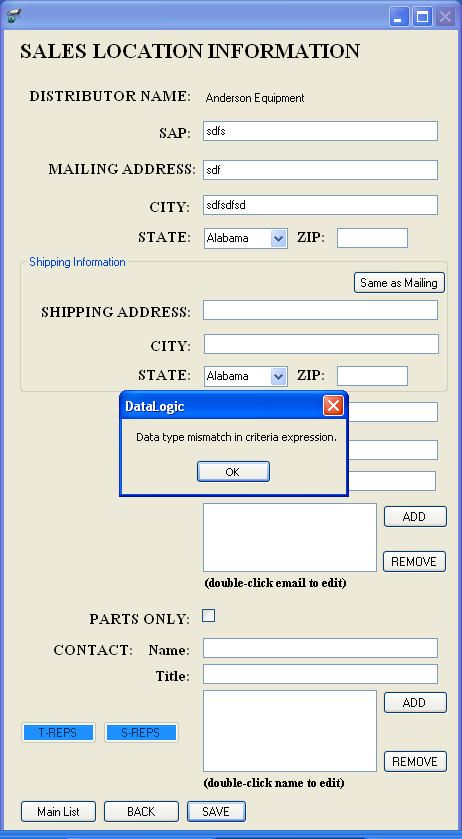 SALES LOCATION INFORMATION
DISTRIBUTOR NAME: Anderson Equipment
SAP: sdfs
MAILING ADDRESS: sdf
CITY: sdfsdfsd
STATE: Alabama ZIP:
Shipping Information
Same as Mailing
SHIPPING ADDRESS:
CITY:
STATE: Alabama ZIP:
DataLogic
Data type mismatch in criteria expression.
OK
ADD
REMOVE
(double-click email to edit)
PARTS ONLY:
CONTACT: Name:
Title:
ADD
T-REPS S-REPS
REMOVE
(double-click name to edit)
Main List BACK SAVE